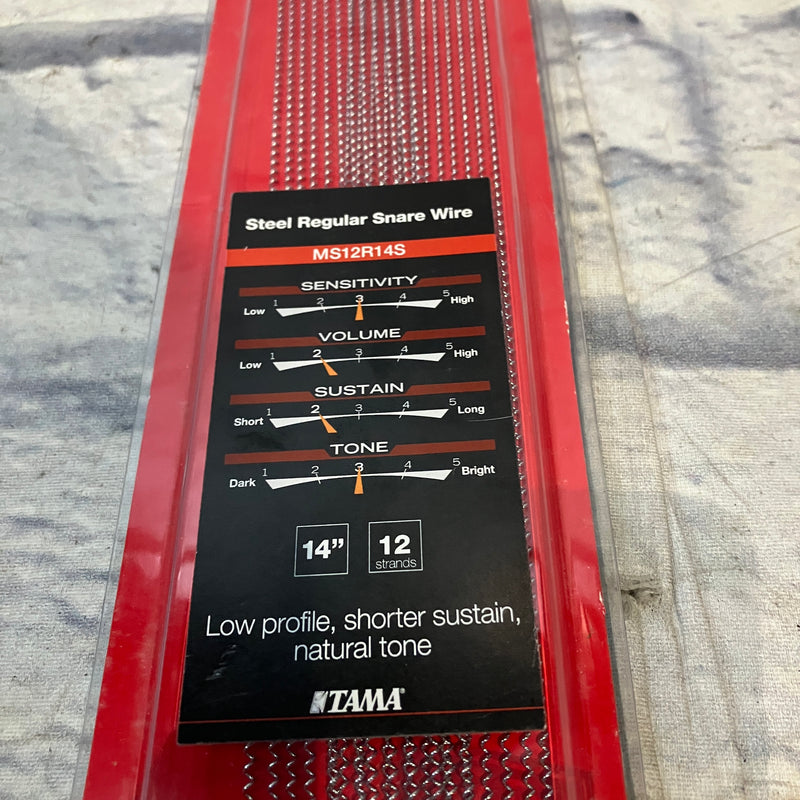 Steel Regular Snare Wire
MS12R14S
SENSITIVITY
Low 1 2 3 4 5 High
VOLUME
Low 1 2 3 4 5 High
SUSTAIN
Short 1 2 3 4 5 Long
TONE
Dark 1 2 3 4 5 Bright
14” 12
strands
Low profile, shorter sustain,
natural tone
TAMA®